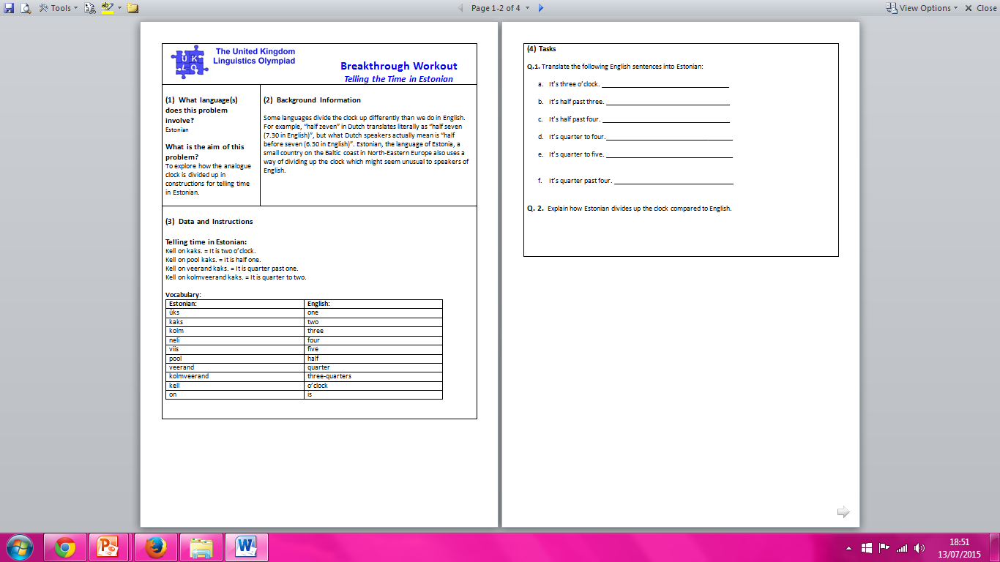 Tools
Page 1-2 of 4
View Options
Close
ÜK
LO
The United Kingdom
Linguistics Olympiad
Breakthrough Workout
Telling the Time in Estonian
(1) What language(s)
does this problem
involve?
Estonian
What is the aim of this
problem?
To explore how the analogue
clock is divided up in
constructions for telling time
in Estonian.
(2) Background Information
Some languages divide the clock up differently than we do in English.
For example, “half zeven” in Dutch translates literally as “half seven
(7.30 in English)”, but what Dutch speakers actually mean is “half
before seven (6.30 in English)”. Estonian, the language of Estonia, a
small country on the Baltic coast in North-Eastern Europe also uses a
way of dividing up the clock which might seem unusual to speakers of
English.
(3) Data and Instructions
Telling time in Estonian:
Kell on kaks. = It is two o’clock.
Kell on pool kaks. = It is half one.
Kell on veerand kaks. = It is quarter past one.
Kell on kolmveerand kaks. = It is quarter to two.
Vocabulary:
Estonian: English:
üks one
kaks two
kolm three
neli four
viis five
pool half
veerand quarter
kolmveerand three-quarters
kell o’clock
on is
(4) Tasks
Q.1. Translate the following English sentences into Estonian:
a. It’s three o’clock.
b. It’s half past three.
c. It’s half past four.
d. It’s quarter to four.
e. It’s quarter to five.
f. It’s quarter past four.
Q. 2. Explain how Estonian divides up the clock compared to English.
18:51
13/07/2015